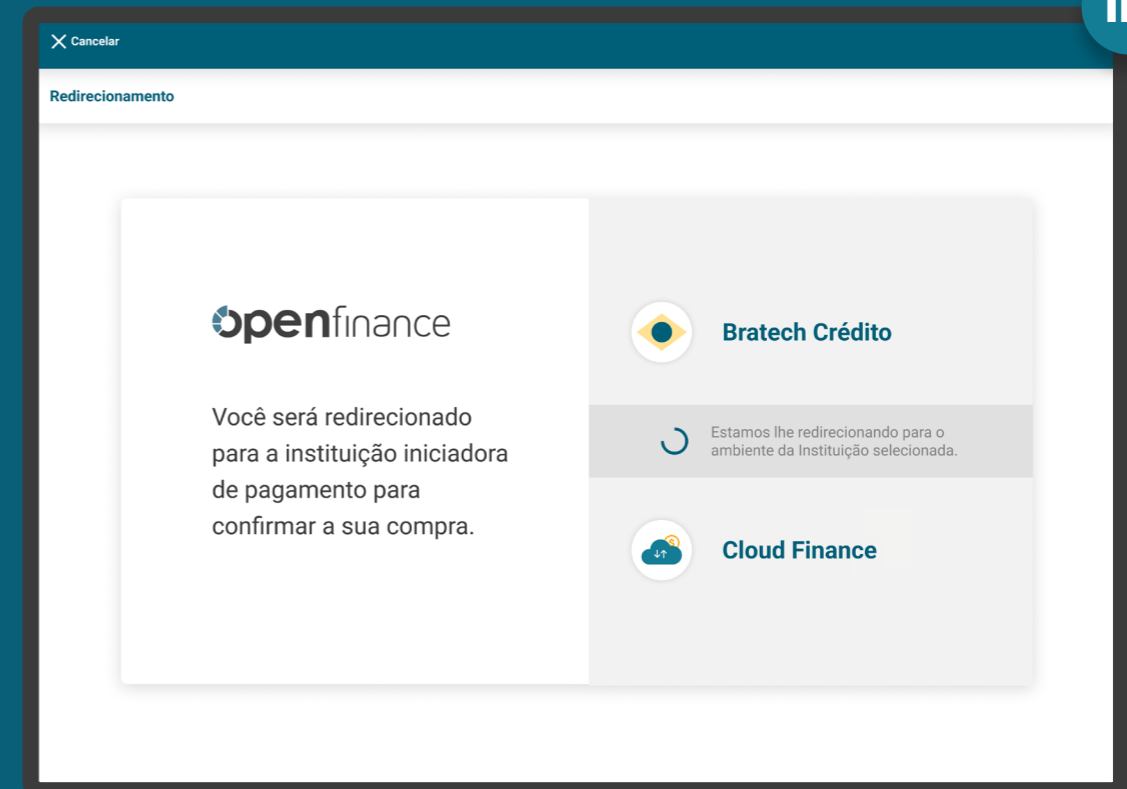 Cancelar
Redirecionamento
openfinance
Você será redirecionado
para a instituição iniciadora
de pagamento para
confirmar a sua compra.
Bratech Crédito
Estamos lhe redirecionando para o
ambiente da Instituição selecionada.
Cloud Finance